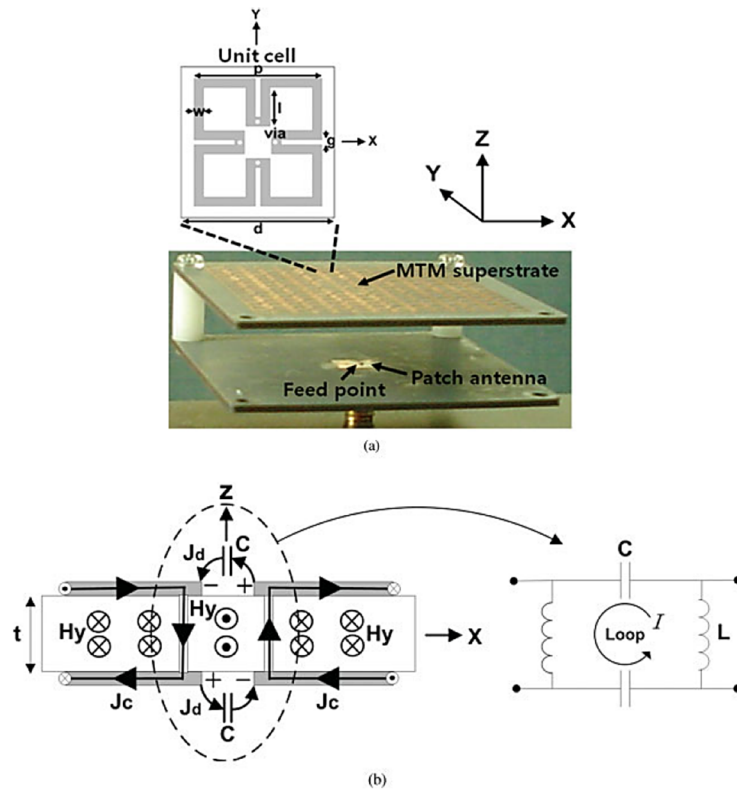 Y
Unit cell
p
w
l
via
g
X
d
Z
Y
X
MTM superstrate
Patch antenna
Feed point
(a)
Z
C
Jd
− +
Hy
t
Hy
Hy
X
+ −
Jc
Jd
C
Jc
C
Loop
I
L
C
(b)